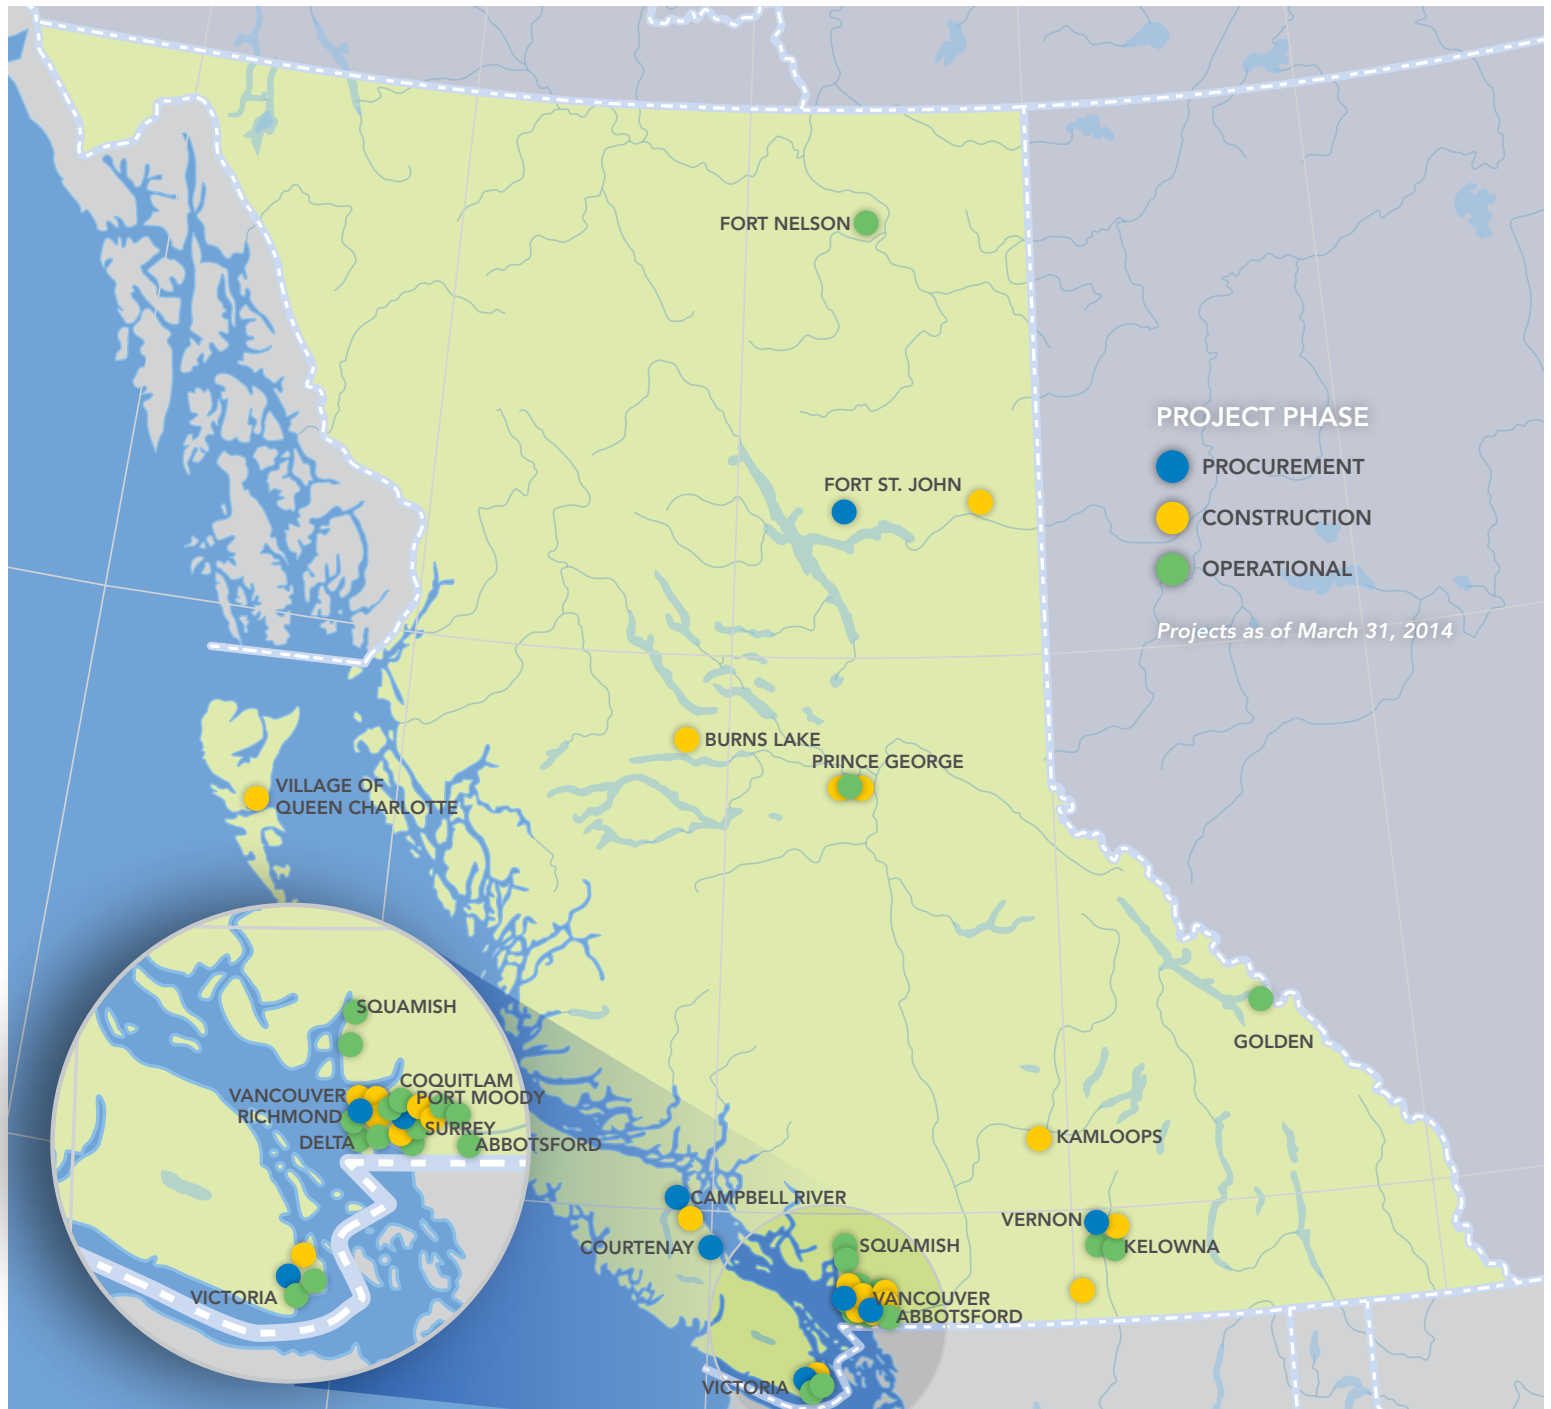 FORT NELSON
PROJECT PHASE
PROCUREMENT
FORT ST. JOHN
CONSTRUCTION
OPERATIONAL
Projects as of March 31, 2014
BURNS LAKE
PRINCE GEORGE
VILLAGE OF
QUEEN CHARLOTTE
SQUAMISH
GOLDEN
COQUITLAM
VANCOUVER
PORT MOODY
RICHMOND
SURREY
DELTA
ABBOTSFORD
KAMLOOPS
CAMPBELL RIVER
VERNON
COURTENAY
SQUAMISH
KELOWNA
VICTORIA
VANCOUVER
ABBOTSFORD
VICTORIA